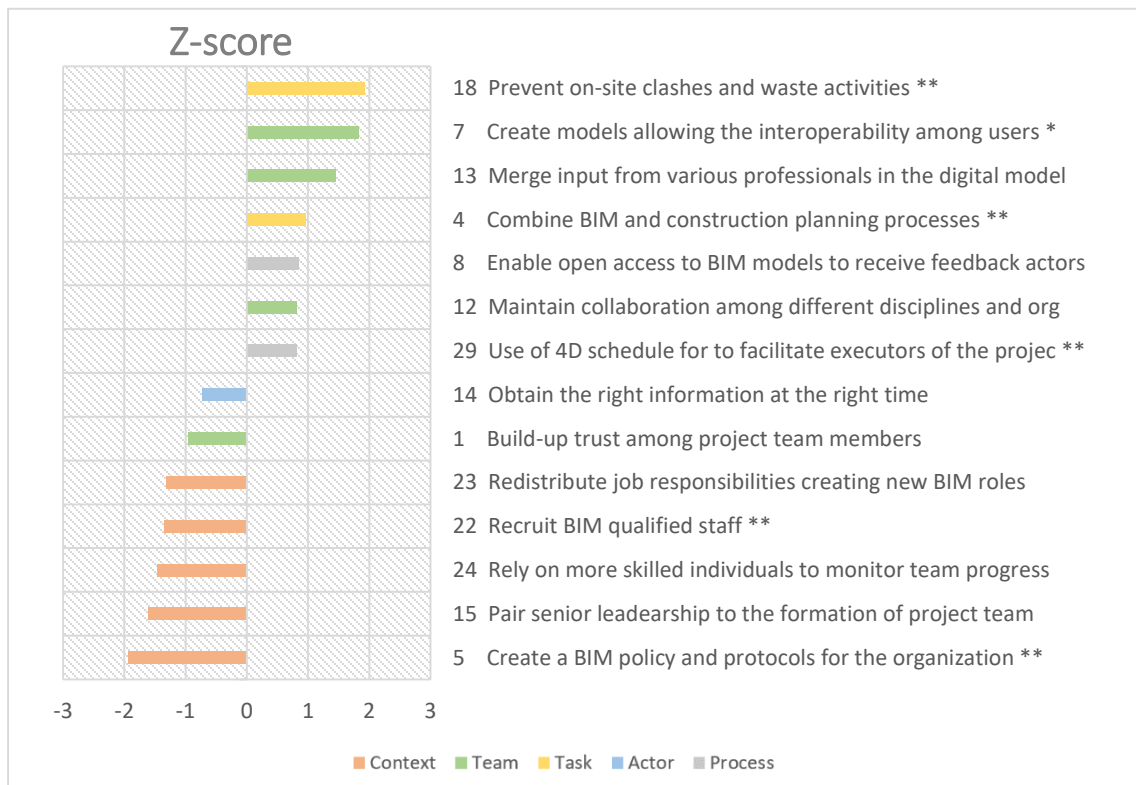 Z-score
18 Prevent on-site clashes and waste activities **
7 Create models allowing the interoperability among users *
13 Merge input from various professionals in the digital model
4 Combine BIM and construction planning processes **
8 Enable open access to BIM models to receive feedback actors
12 Maintain collaboration among different disciplines and org
29 Use of 4D schedule for to facilitate executors of the projec **
14 Obtain the right information at the right time
1 Build-up trust among project team members
23 Redistribute job responsibilities creating new BIM roles
22 Recruit BIM qualified staff **
24 Rely on more skilled individuals to monitor team progress
15 Pair senior leadearship to the formation of project team
5 Create a BIM policy and protocols for the organization **
-3 -2 -1 0 1 2 3
Context Team Task Actor Process